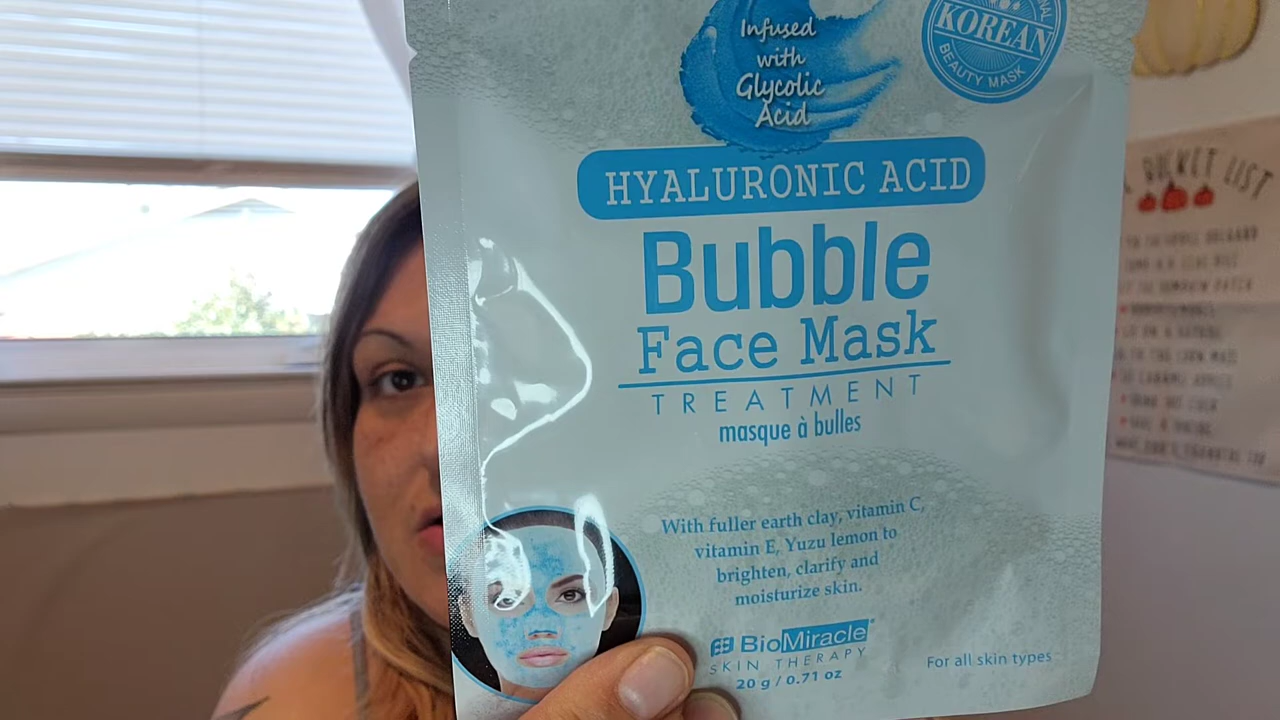 Infused
with
Glycolic
Acid
KOREAN
BEAUTY MASK
HYALURONIC ACID
Bubble
Face Mask
TREATMENT
masque à bulles
With fuller earth clay, vitamin C,
vitamin E, Yuzu lemon to
brighten, clarify and
moisturize skin.
BioMiracle®
SKIN THERAPY
20 g / 0.71 oz
For all skin types
BUCKET LIST